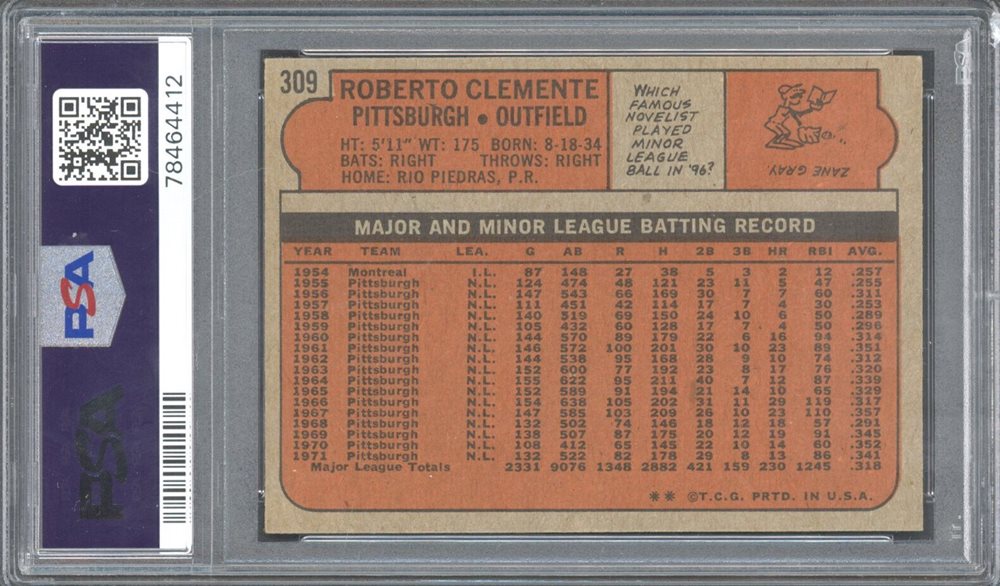 309
ROBERTO CLEMENTE
PITTSBURGH • OUTFIELD
HT: 5'11" WT: 175 BORN: 8-18-34
BATS: RIGHT THROWS: RIGHT
HOME: RIO PIEDRAS, P.R.
WHICH
FAMOUS
NOVELIST
PLAYED
MINOR
LEAGUE
BALL IN '96?
ZANE GRAY
MAJOR AND MINOR LEAGUE BATTING RECORD
YEAR TEAM LEA. G AB R H 2B 3B HR RBI AVG.
1954 Montreal I.L. 87 148 27 38 5 3 2 12 .257
1955 Pittsburgh N.L. 124 474 48 121 23 11 5 47 .255
1956 Pittsburgh N.L. 147 543 66 169 30 7 7 60 .311
1957 Pittsburgh N.L. 111 451 42 114 17 7 4 30 .253
1958 Pittsburgh N.L. 140 519 69 150 24 10 6 50 .289
1959 Pittsburgh N.L. 105 432 60 128 17 7 4 50 .296
1960 Pittsburgh N.L. 144 570 89 179 22 6 16 94 .314
1961 Pittsburgh N.L. 146 572 100 201 30 10 23 89 .351
1962 Pittsburgh N.L. 144 538 95 168 28 9 10 74 .312
1963 Pittsburgh N.L. 152 600 77 192 23 8 17 76 .320
1964 Pittsburgh N.L. 155 622 95 211 40 7 12 87 .339
1965 Pittsburgh N.L. 152 589 91 194 21 14 10 65 .329
1966 Pittsburgh N.L. 154 638 105 202 31 11 29 119 .317
1967 Pittsburgh N.L. 147 585 103 209 26 10 23 110 .357
1968 Pittsburgh N.L. 132 502 74 146 18 12 18 57 .291
1969 Pittsburgh N.L. 138 507 87 175 20 12 19 91 .345
1970 Pittsburgh N.L. 108 412 65 145 22 10 14 60 .352
1971 Pittsburgh N.L. 132 522 82 178 29 8 13 86 .341
Major League Totals 2331 9076 1348 2882 421 159 230 1245 .318
** ©T.C.G. PRTD. IN U.S.A.
78464412
PSA
PSA
PSA